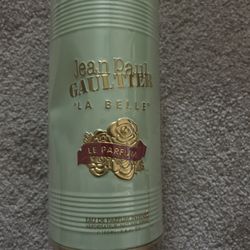 Jean Paul
GAULTIER
"LA BELLE"
LE PARFUM
EAU DE PARFUM INTENSE